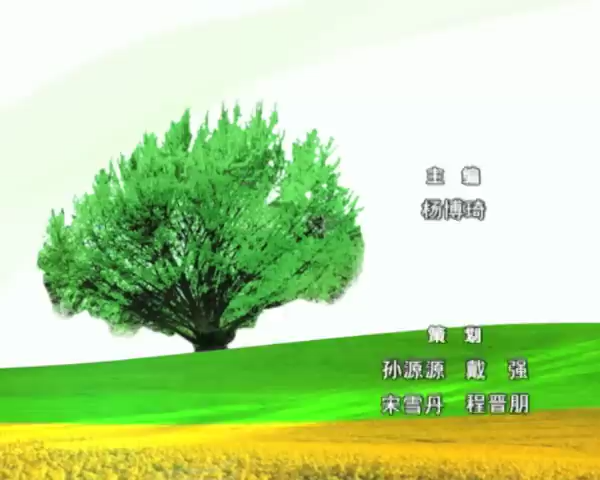 主 编
杨博琦
策 划
孙源源 戴 强
宋雪丹 程晋朋